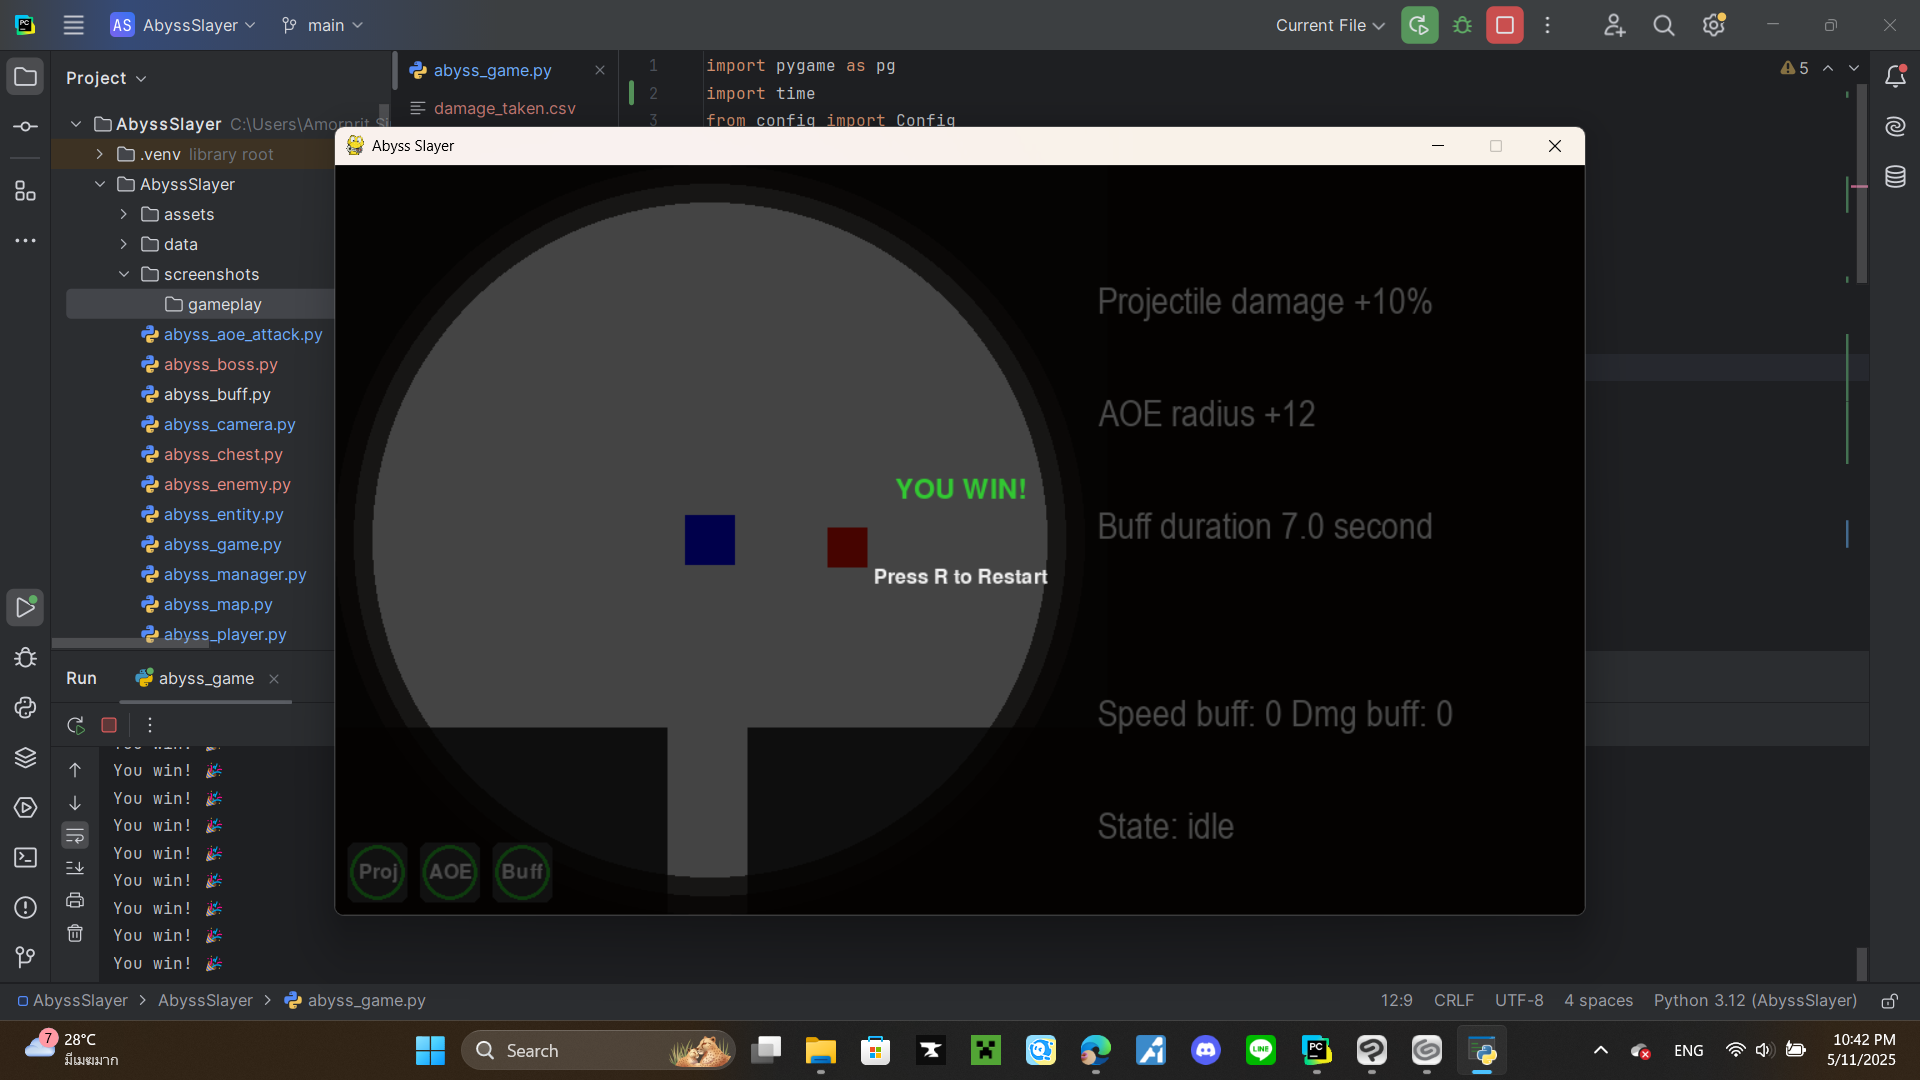 AS AbyssSlayer main Current File
Project
abyss_game.py
damage_taken.csv
1 import pygame as pg
2 import time
3 from config import Config
5
AbyssSlayer C:\Users\Amornrit Si
.venv library root
AbyssSlayer
assets
data
screenshots
gameplay
abyss_aoe_attack.py
abyss_boss.py
abyss_buff.py
abyss_camera.py
abyss_chest.py
abyss_enemy.py
abyss_entity.py
abyss_game.py
abyss_manager.py
abyss_map.py
abyss_player.py
Abyss Slayer
Projectile damage +10%
AOE radius +12
YOU WIN!
Buff duration 7.0 second
Press R to Restart
Speed buff: 0 Dmg buff: 0
State: idle
Proj AOE Buff
Run abyss_game
You win! 🎉
You win! 🎉
You win! 🎉
You win! 🎉
You win! 🎉
You win! 🎉
You win! 🎉
You win! 🎉
You win! 🎉
AbyssSlayer > AbyssSlayer > abyss_game.py
12:9 CRLF UTF-8 4 spaces Python 3.12 (AbyssSlayer)
7
28°C
มีเมฆมาก
Search
PC
LINE
ENG
10:42 PM
5/11/2025